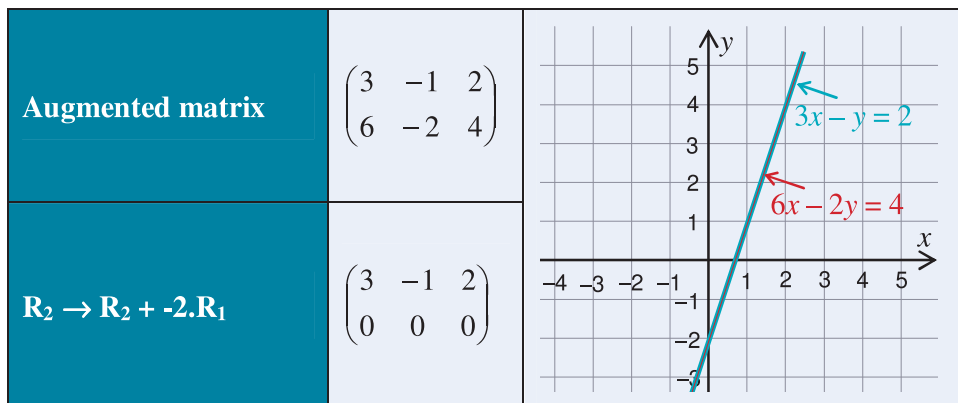 Augmented matrix
3 −1 2
6 −2 4
R₂ → R₂ + -2.R₁
3 −1 2
0 0 0
y
5
4
3
2
1
3x – y = 2
6x – 2y = 4
x
−4 −3 −2 −1 1 2 3 4 5
−1
−2
−3